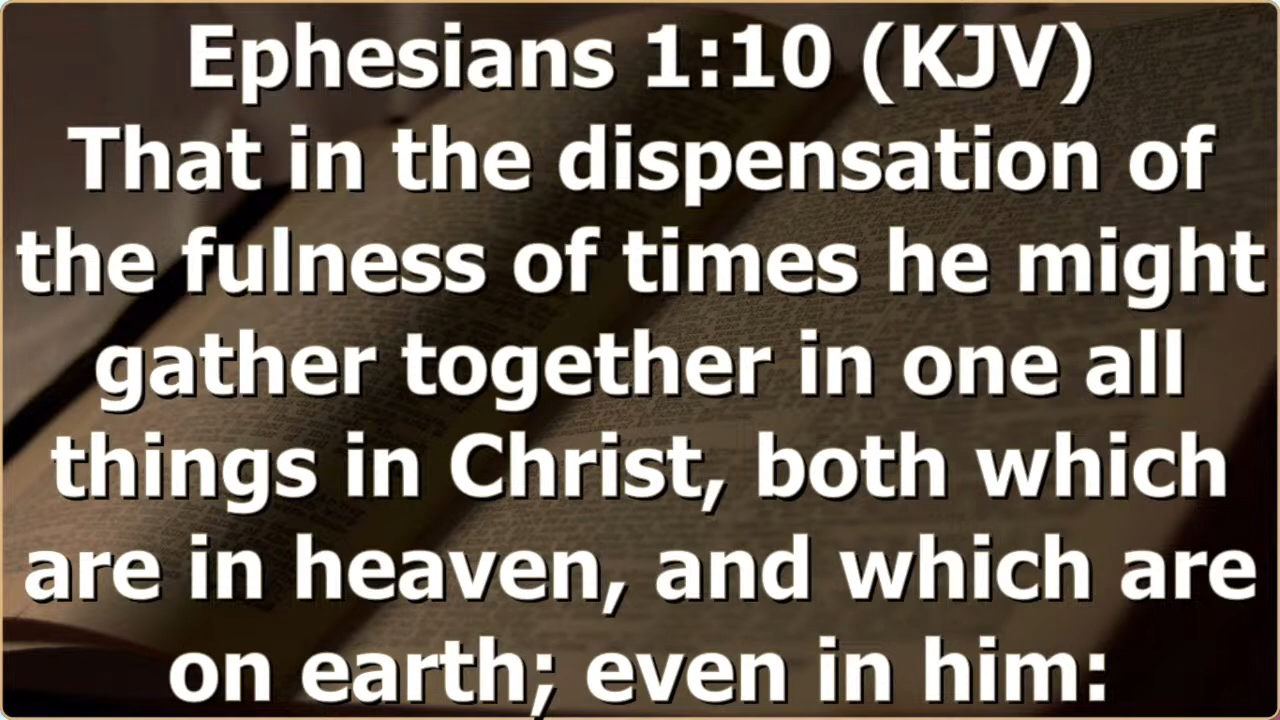 Ephesians 1:10 (KJV)
That in the dispensation of
the fulness of times he might
gather together in one all
things in Christ, both which
are in heaven, and which are
on earth; even in him: